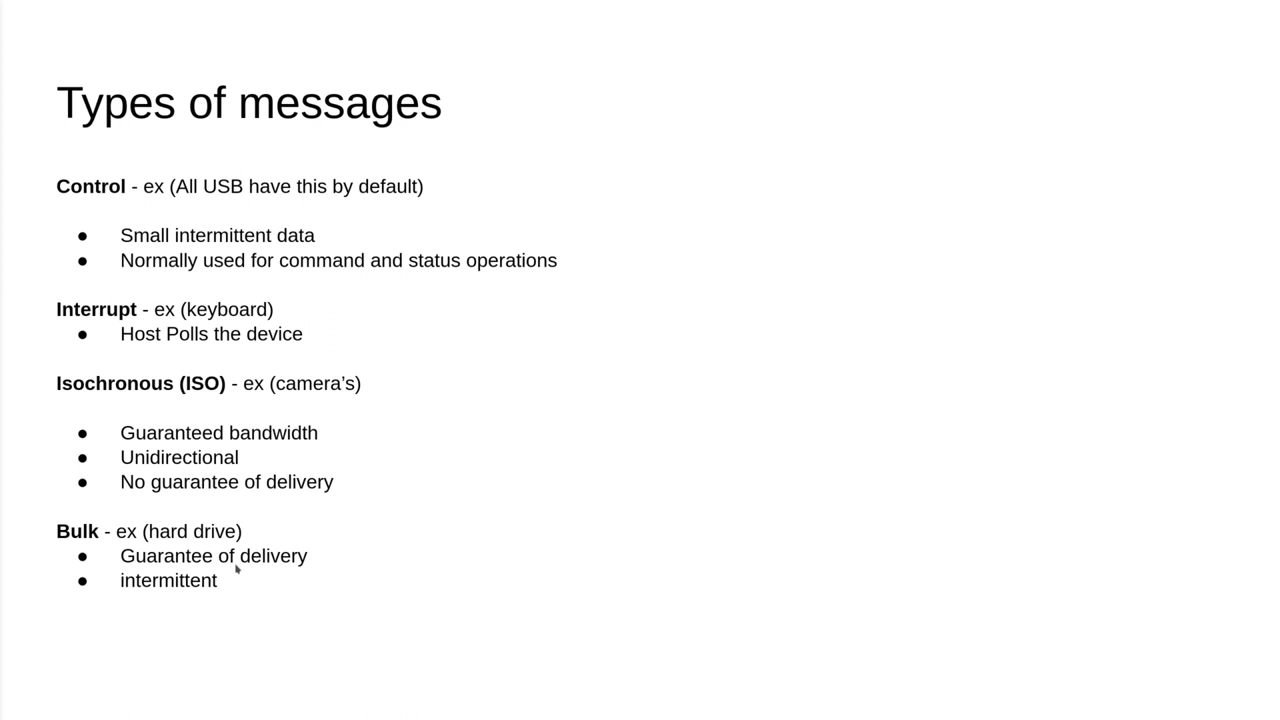 Types of messages
Control - ex (All USB have this by default)
● Small intermittent data
● Normally used for command and status operations
Interrupt - ex (keyboard)
● Host Polls the device
Isochronous (ISO) - ex (camera’s)
● Guaranteed bandwidth
● Unidirectional
● No guarantee of delivery
Bulk - ex (hard drive)
● Guarantee of delivery
● intermittent